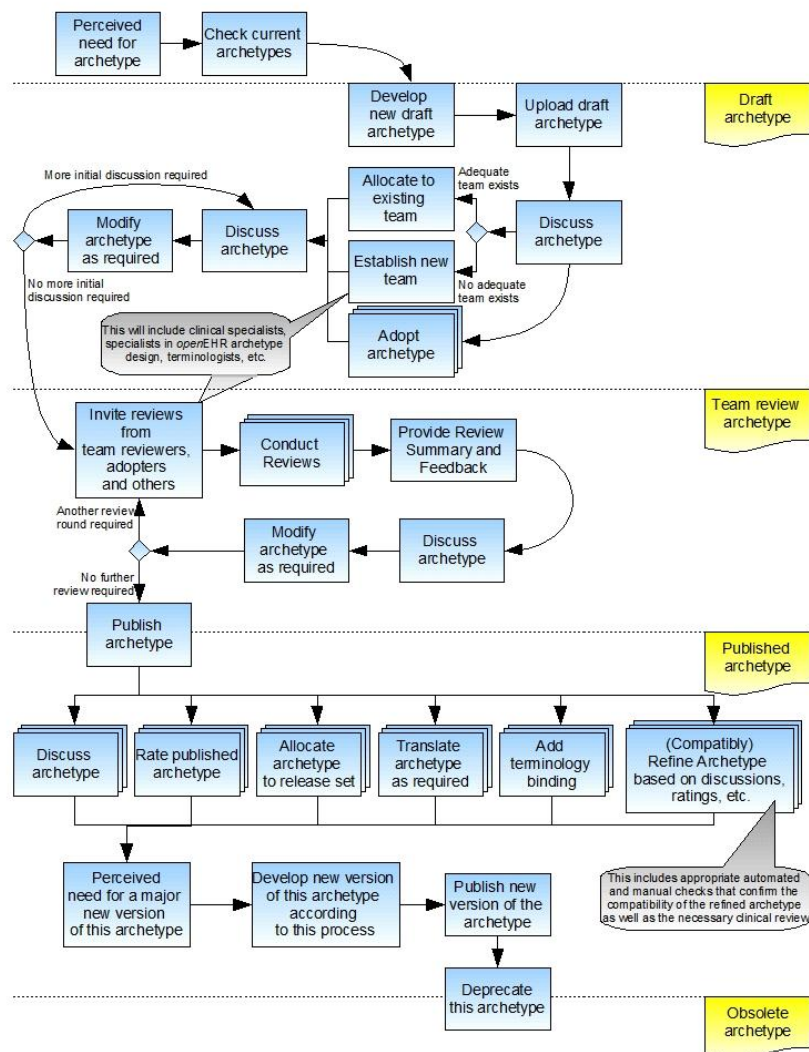 Perceived
need for
archetype
Check current
archetypes
Develop
new draft
archetype
Upload draft
archetype
Draft
archetype
More initial discussion required
Modify
archetype
as required
Discuss
archetype
Allocate to
existing
team
Adequate
team exists
Discuss
archetype
No more initial
discussion required
Establish new
team
No adequate
team exists
This will include clinical specialists,
specialists in openEHR archetype
design, terminologists, etc.
Adopt
archetype
Team review
archetype
Invite reviews
from
team reviewers,
adopters
and others
Conduct
Reviews
Provide Review
Summary and
Feedback
Another review
round required
Modify
archetype
as required
Discuss
archetype
No further
review required
Publish
archetype
Published
archetype
Discuss
archetype
Rate published
archetype
Allocate
archetype
to release set
Translate
archetype
as required
Add
terminology
binding
(Compatibly)
Refine Archetype
based on discussions,
ratings, etc.
Perceived
need for a major
new version
of this archetype
Develop new version
of this archetype
according
to this process
Publish new
version of the
archetype
This includes appropriate automated
and manual checks that confirm the
compatibility of the refined archetype
as well as the necessary clinical review
Deprecate
this archetype
Obsolete
archetype